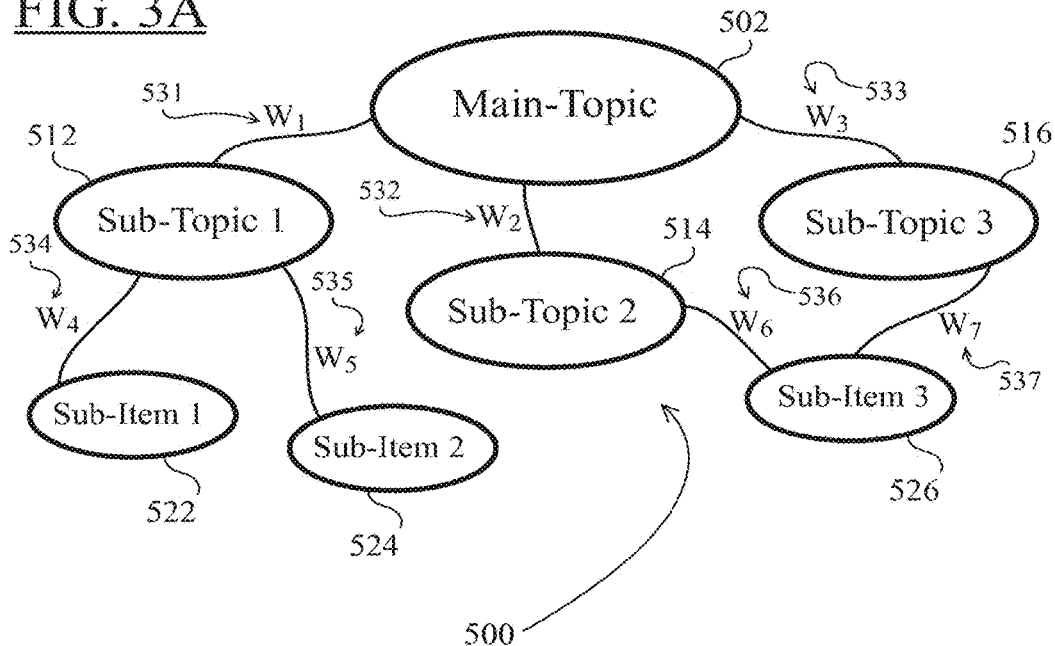 FIG. 3A
502
531
W1
Main-Topic
533
W3
512
516
532
W2
Sub-Topic 1
514
Sub-Topic 3
534
W4
535
W5
Sub-Topic 2
536
W6
W7
537
Sub-Item 1
Sub-Item 2
Sub-Item 3
522
524
526
500